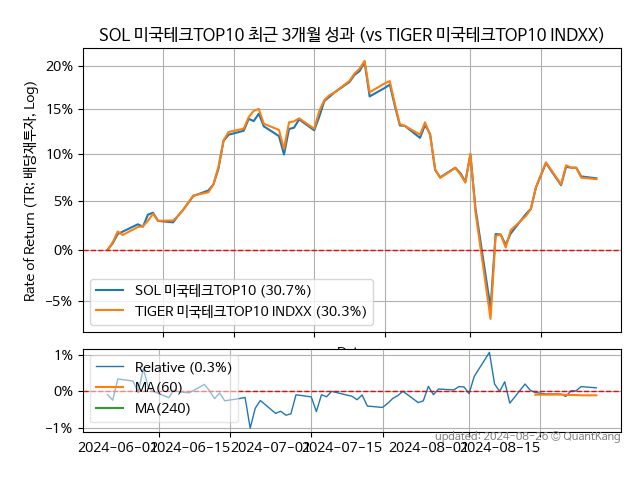 SOL 미국테크TOP10 최근 3개월 성과 (vs TIGER 미국테크TOP10 INDXX)
Rate of Return (TR: 배당재투자, Log)
20%
15%
10%
5%
0%
−5%
SOL 미국테크TOP10 (30.7%)
TIGER 미국테크TOP10 INDXX (30.3%)
1%
0%
−1%
Relative (0.3%)
MA(60)
MA(240)
2024-06-01 2024-06-15 2024-07-01 2024-07-15 2024-08-01 2024-08-15
updated: 2024-08-26 © QuantKang